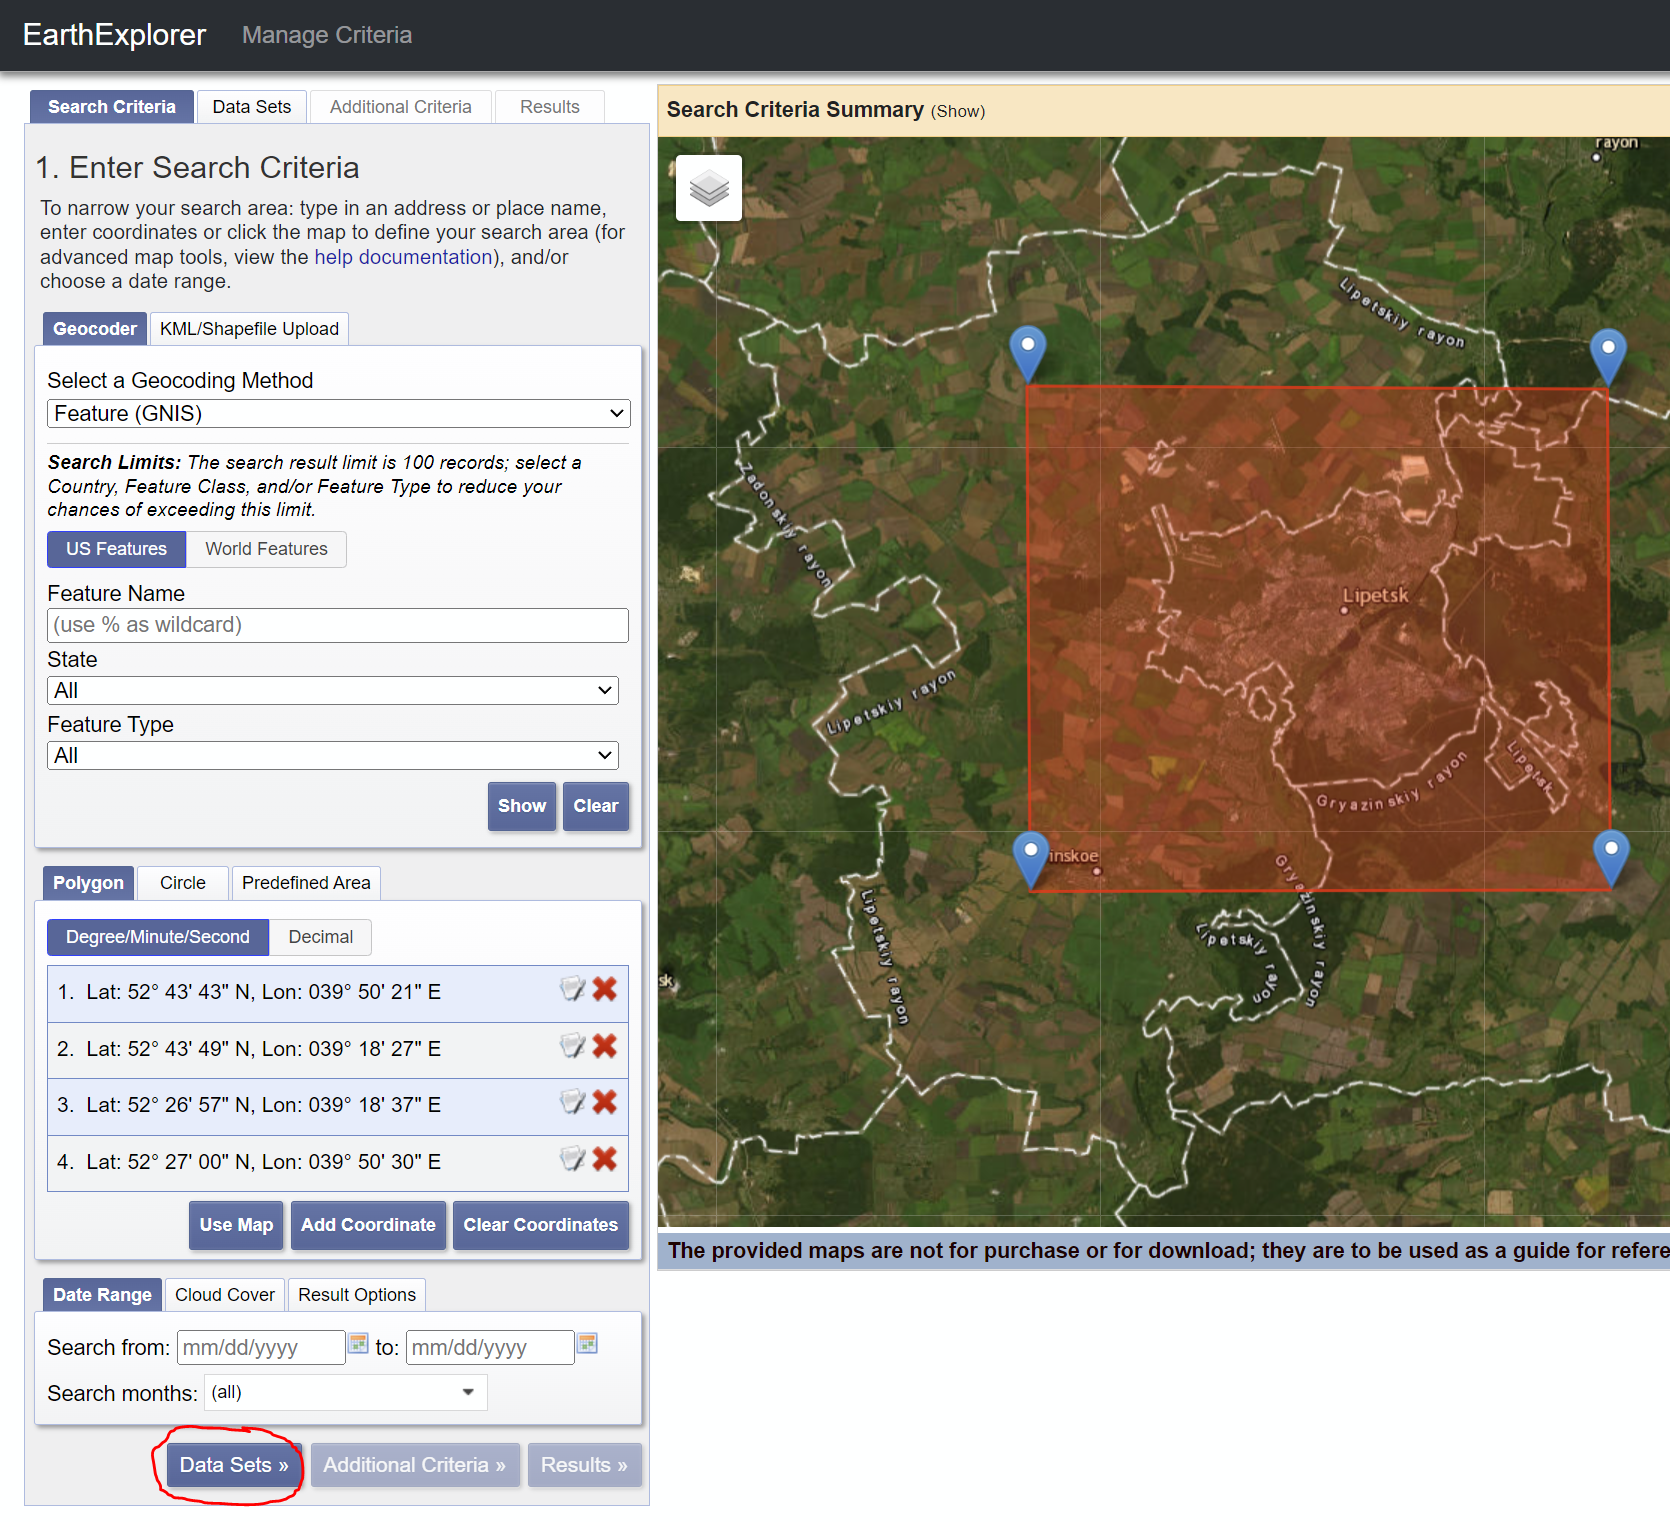 EarthExplorer Manage Criteria
Search Criteria Data Sets Additional Criteria Results
1. Enter Search Criteria
To narrow your search area: type in an address or place name,
enter coordinates or click the map to define your search area (for
advanced map tools, view the help documentation), and/or
choose a date range.
Geocoder KML/Shapefile Upload
Select a Geocoding Method
Feature (GNIS)
Search Limits: The search result limit is 100 records; select a
Country, Feature Class, and/or Feature Type to reduce your
chances of exceeding this limit.
US Features World Features
Feature Name
(use % as wildcard)
State
All
Feature Type
All
Show Clear
Polygon Circle Predefined Area
Degree/Minute/Second Decimal
1. Lat: 52° 43' 43" N, Lon: 039° 50' 21" E
2. Lat: 52° 43' 49" N, Lon: 039° 18' 27" E
3. Lat: 52° 26' 57" N, Lon: 039° 18' 37" E
4. Lat: 52° 27' 00" N, Lon: 039° 50' 30" E
Use Map Add Coordinate Clear Coordinates
Date Range Cloud Cover Result Options
Search from: mm/dd/yyyy to: mm/dd/yyyy
Search months: (all)
Data Sets » Additional Criteria » Results »
Search Criteria Summary (Show)
rayon
Lipetskiy rayon
Zadonskiy rayon
Lipetsk
Lipetskiy rayon
Lipetsk
Gryazinskiy rayon
inskoe
Gryazinskiy rayon
Lipetskiy rayon
Lipetskiy rayon
sk
The provided maps are not for purchase or for download; they are to be used as a guide for refere